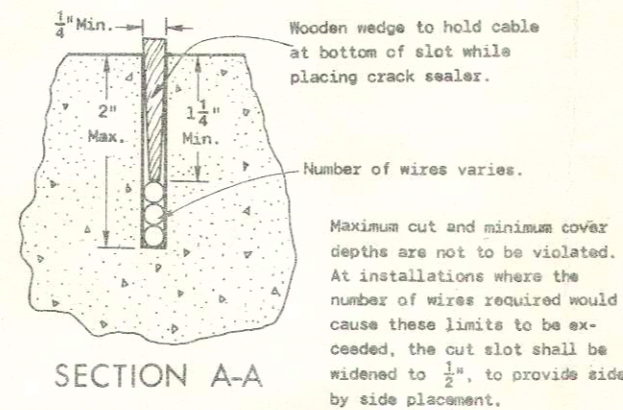 1/4" Min.
Wooden wedge to hold cable
at bottom of slot while
placing crack sealer.
2"
Max.
1 1/4"
Min.
Number of wires varies.
Maximum cut and minimum cover
depths are not to be violated.
At installations where the
number of wires required would
cause these limits to be ex-
ceeded, the cut slot shall be
widened to 1/2", to provide side
by side placement.
SECTION A-A